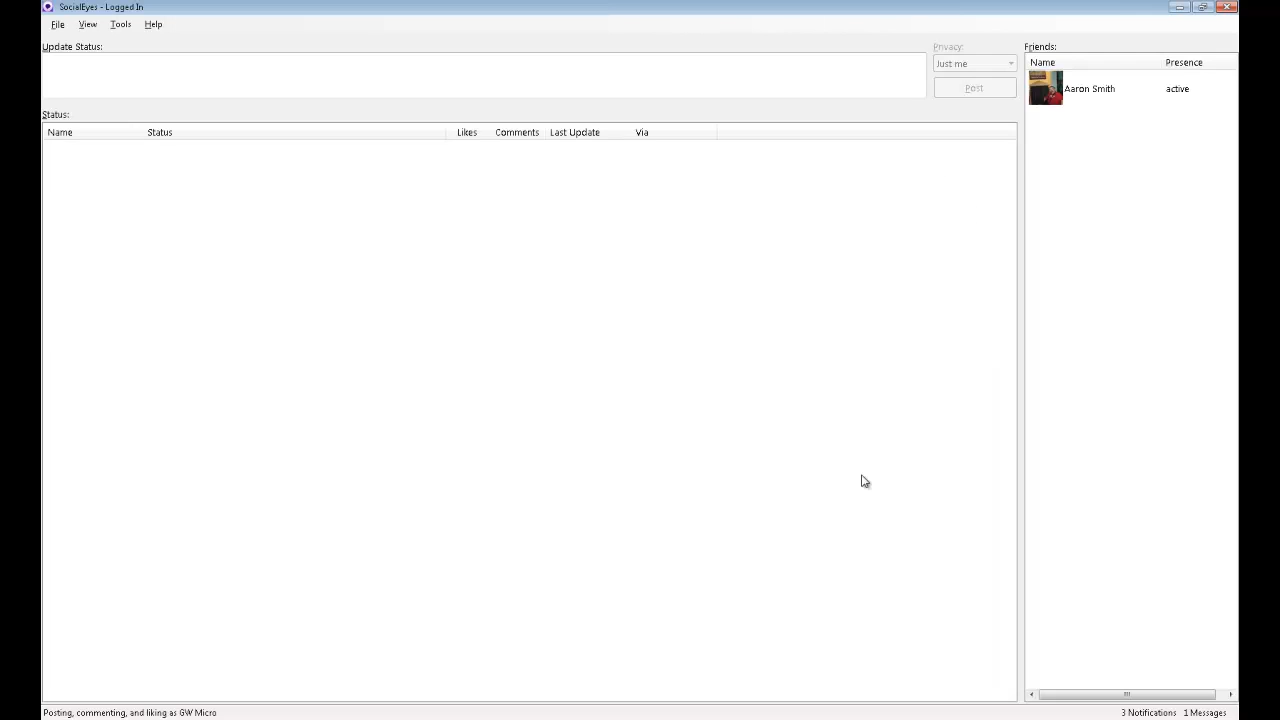 SocialEyes - Logged In
File View Tools Help
Update Status:
Privacy:
Just me
Post
Status:
Name Status Likes Comments Last Update Via
Friends:
Name Presence
Aaron Smith active
Posting, commenting, and liking as GW Micro
3 Notifications 1 Messages